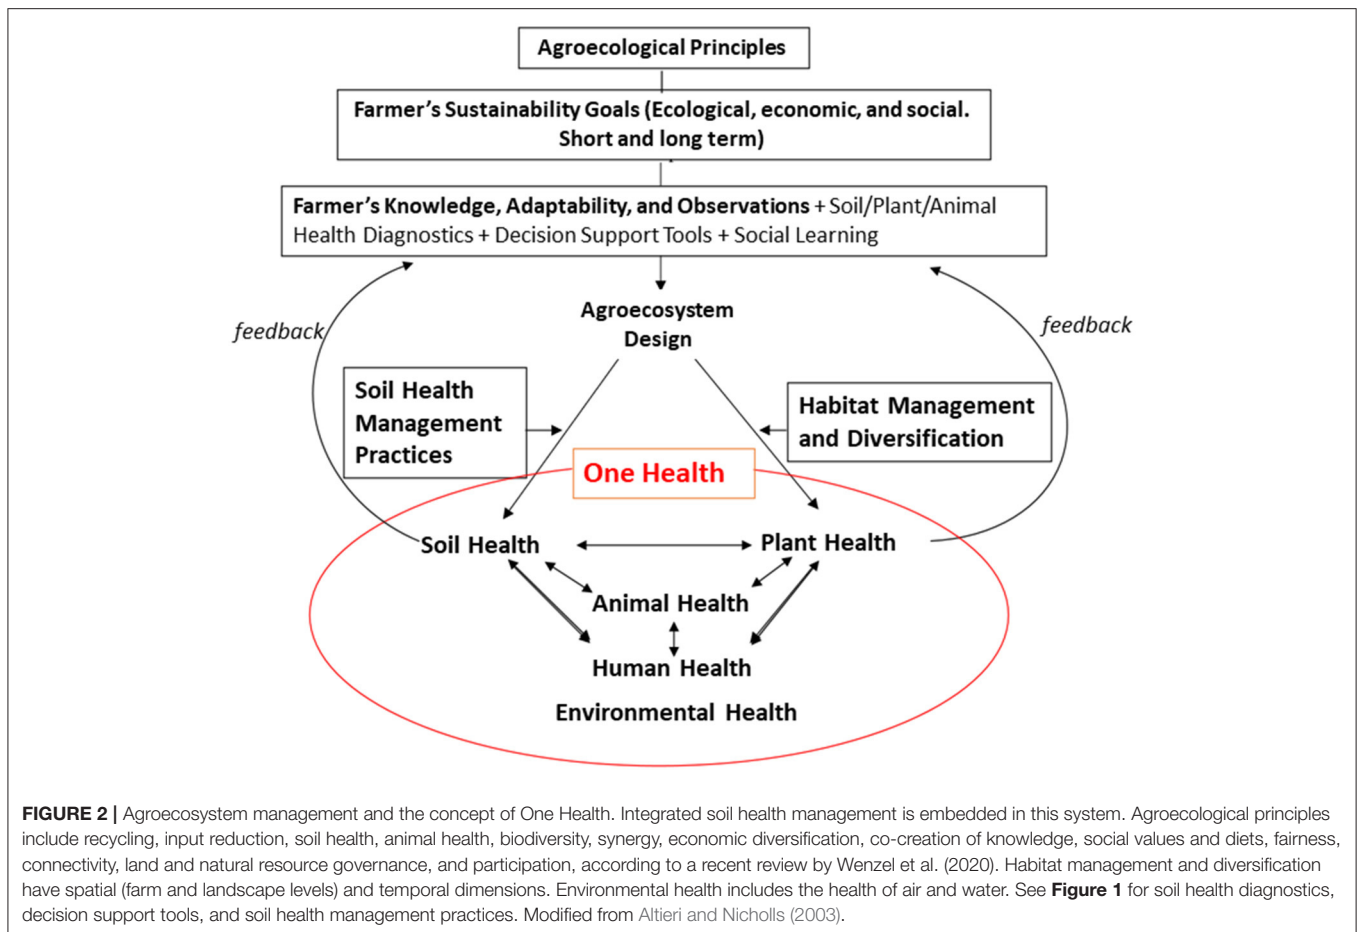 Agroecological Principles
Farmer's Sustainability Goals (Ecological, economic, and social.
Short and long term)
Farmer's Knowledge, Adaptability, and Observations + Soil/Plant/Animal
Health Diagnostics + Decision Support Tools + Social Learning
Agroecosystem
Design
feedback
feedback
Soil Health
Management
Practices
Habitat Management
and Diversification
One Health
Soil Health
Plant Health
Animal Health
Human Health
Environmental Health
FIGURE 2 | Agroecosystem management and the concept of One Health. Integrated soil health management is embedded in this system. Agroecological principles
include recycling, input reduction, soil health, animal health, biodiversity, synergy, economic diversification, co-creation of knowledge, social values and diets, fairness,
connectivity, land and natural resource governance, and participation, according to a recent review by Wenzel et al. (2020). Habitat management and diversification
have spatial (farm and landscape levels) and temporal dimensions. Environmental health includes the health of air and water. See Figure 1 for soil health diagnostics,
decision support tools, and soil health management practices. Modified from Altieri and Nicholls (2003).